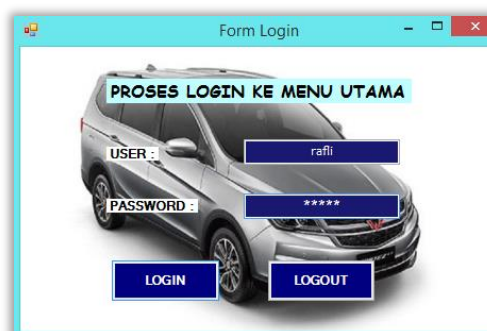 Form Login
PROSES LOGIN KE MENU UTAMA
USER :
rafli
PASSWORD :
*****
LOGIN
LOGOUT